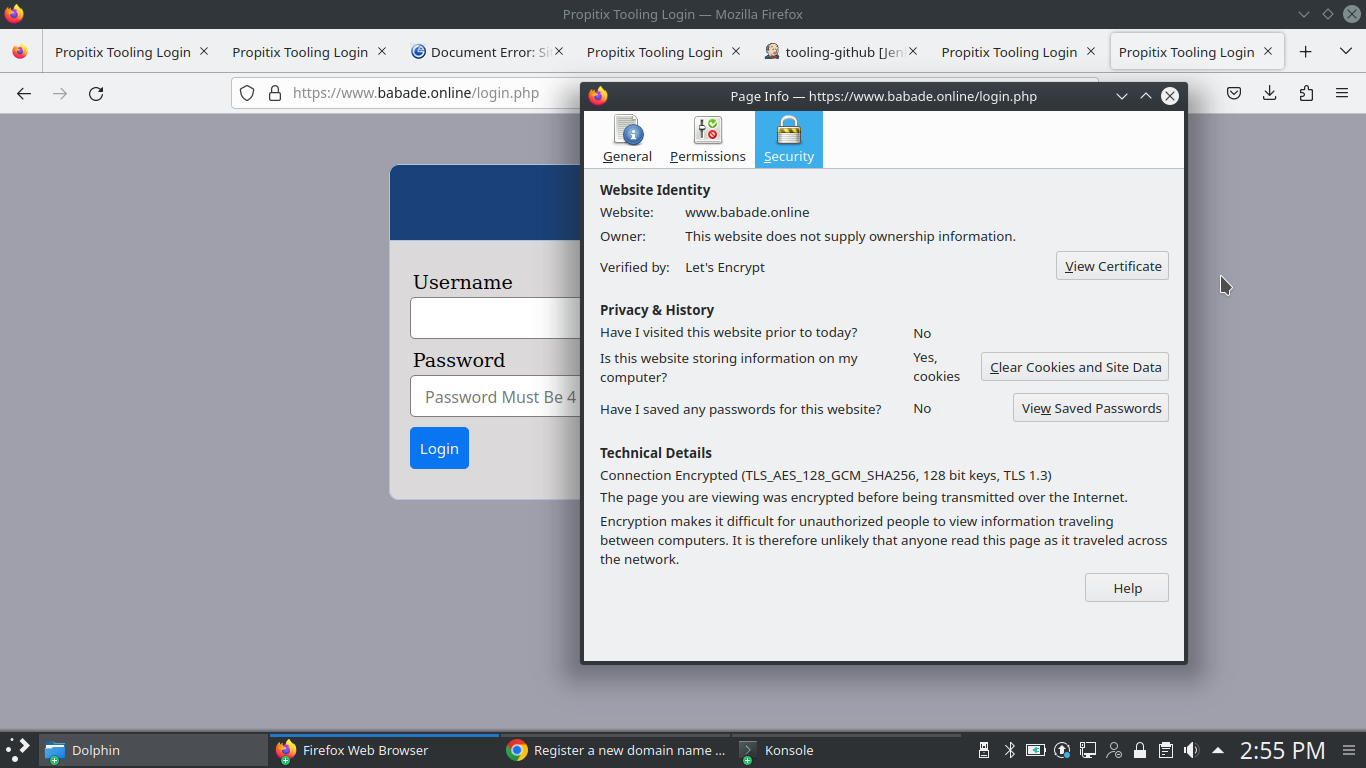 Propitix Tooling Login — Mozilla Firefox
Propitix Tooling Login
Propitix Tooling Login
Document Error: Si
Propitix Tooling Login
tooling-github [Jen
Propitix Tooling Login
Propitix Tooling Login
https://www.babade.online/login.php
Page Info — https://www.babade.online/login.php
General
Permissions
Security
Website Identity
Website: www.babade.online
Owner: This website does not supply ownership information.
Verified by: Let's Encrypt
View Certificate
Privacy & History
Have I visited this website prior to today? No
Is this website storing information on my computer? Yes, cookies
Clear Cookies and Site Data
Have I saved any passwords for this website? No
View Saved Passwords
Technical Details
Connection Encrypted (TLS_AES_128_GCM_SHA256, 128 bit keys, TLS 1.3)
The page you are viewing was encrypted before being transmitted over the Internet.
Encryption makes it difficult for unauthorized people to view information traveling
between computers. It is therefore unlikely that anyone read this page as it traveled across
the network.
Help
Username
Password
Password Must Be 4
Login
Dolphin
Firefox Web Browser
Register a new domain name ...
Konsole
2:55 PM